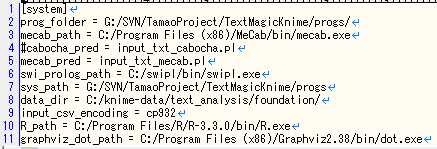 1 [system]
2 prog_folder = G:/SVN/TamaoProject/TextMagicKnime/progs/
3 mecab_path = C:/Program Files (x86)/MeCab/bin/mecab.exe
4 #cabocha_pred = input_txt_cabocha.pl
5 mecab_pred = input_txt_mecab.pl
6 swi_prolog_path = C:/swipl/bin/swipl.exe
7 sys_path = G:/SVN/TamaoProject/TextMagicKnime/progs
8 data_dir = C:/knime-data/text_analysis/foundation/
9 input_csv_encoding = cp932
10 R_path = C:/Program Files/R/R-3.3.0/bin/R.exe
11 graphviz_dot_path = C:/Program Files (x86)/Graphviz2.38/bin/dot.exe